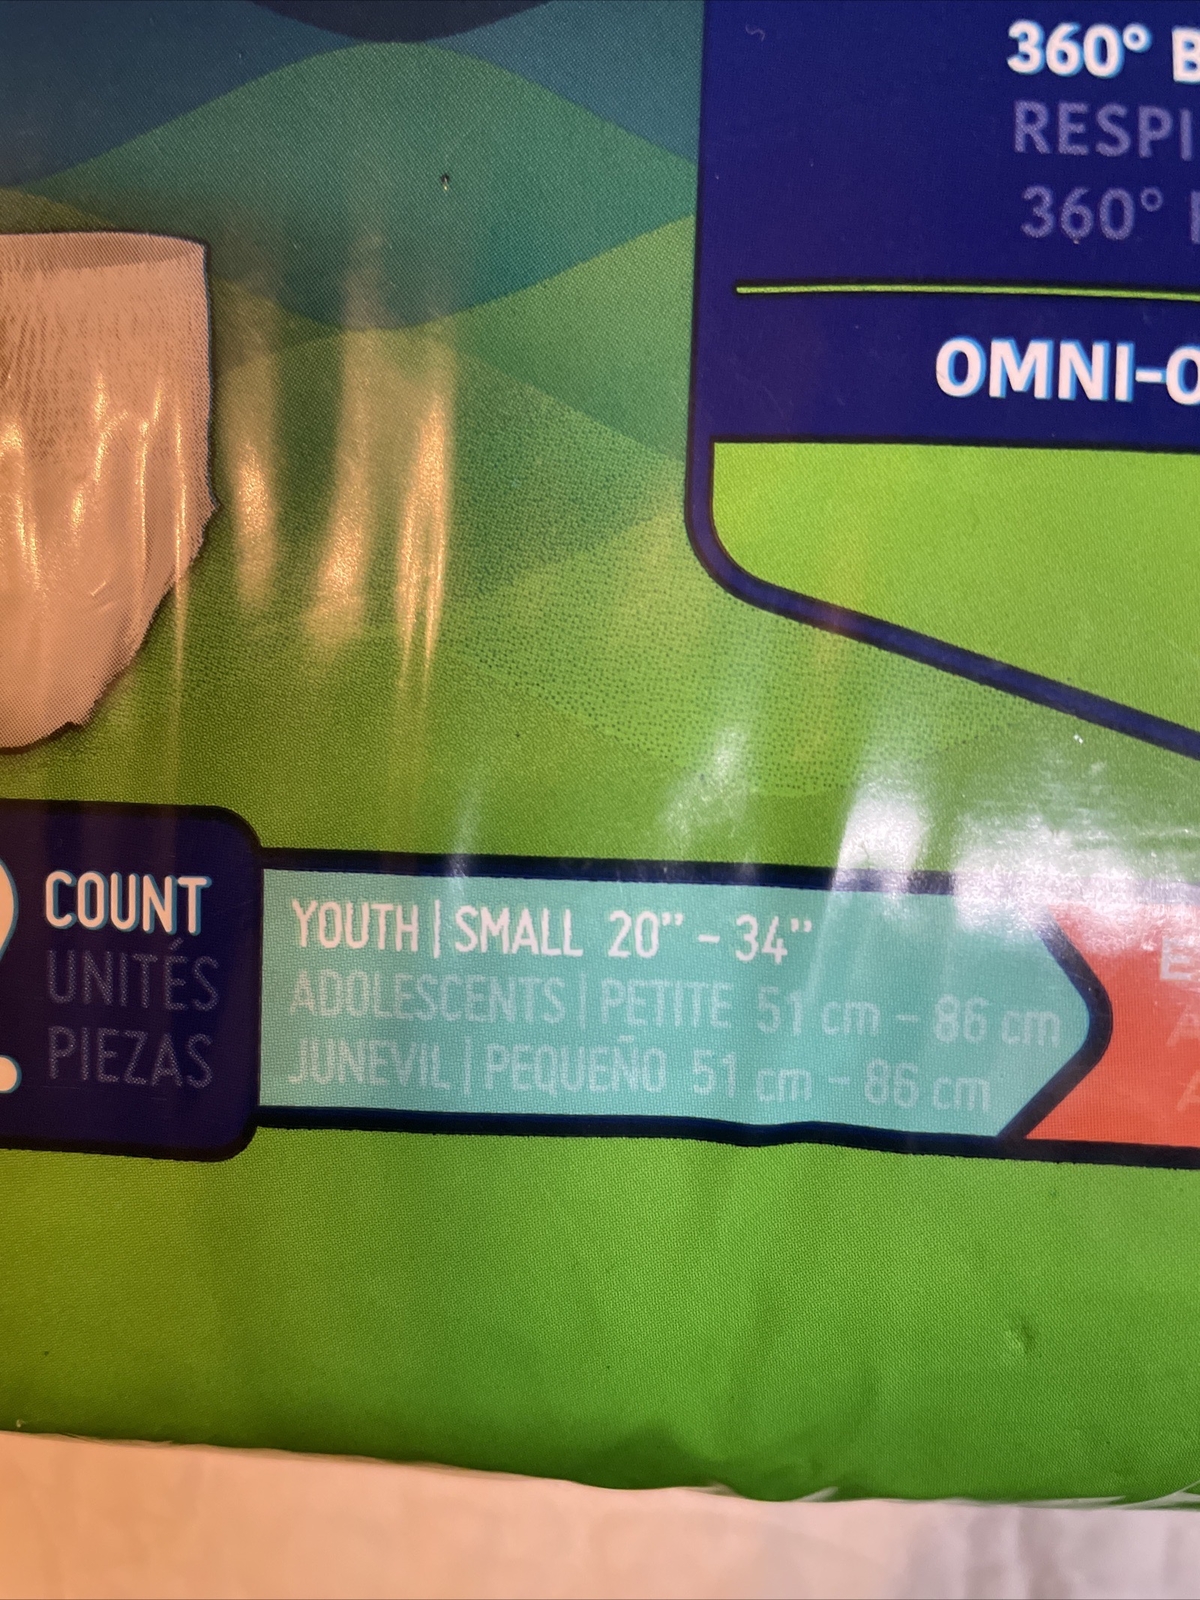 360°
RESPI
360°
OMNI-O
COUNT
UNITÉS
PIEZAS
YOUTH | SMALL 20” - 34”
ADOLESCENTS | PETITE 51 cm - 86 cm
JUNEVIL | PEQUEÑO 51 cm - 86 cm